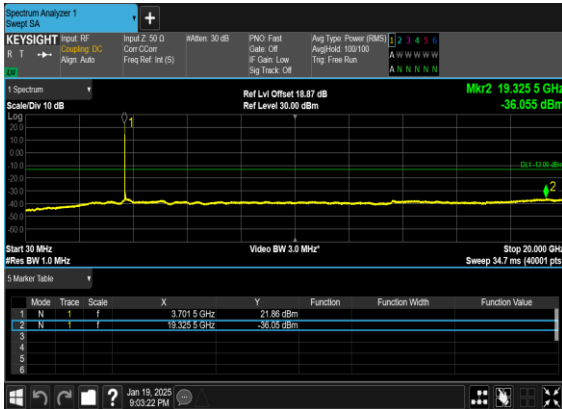 Spectrum Analyzer 1
Swept SA
+
KEYSIGHT
R T
Input: RF
Coupling: DC
Align: Auto
Input Z: 50 Ω
Corr CCorr
Freq Ref: Int (S)
#Atten: 30 dB
PNO: Fast
Gate: Off
IF Gain: Low
Sig Track: Off
Avg Type: Power (RMS)
Avg|Hold: 100/100
Trig: Free Run
1 2 3 4 5 6
A W W W W W
A N N N N N
1 Spectrum
Scale/Div 10 dB
Ref Lvl Offset 18.87 dB
Ref Level 30.00 dBm
Mkr2 19.325 5 GHz
-36.055 dBm
Log
20.0
10.0
0.00
-10.0
-20.0
-30.0
-40.0
-50.0
-60.0
1
DL1 -13.00 dBm
2
Start 30 MHz
#Res BW 1.0 MHz
Video BW 3.0 MHz*
Stop 20.000 GHz
Sweep 34.7 ms (40001 pts)
5 Marker Table
Mode Trace Scale X Y Function Function Width Function Value
1 N 1 f 3.701 5 GHz 21.86 dBm
2 N 1 f 19.325 5 GHz -36.05 dBm
3
4
5
6
?
Jan 19, 2025
9:03:22 PM